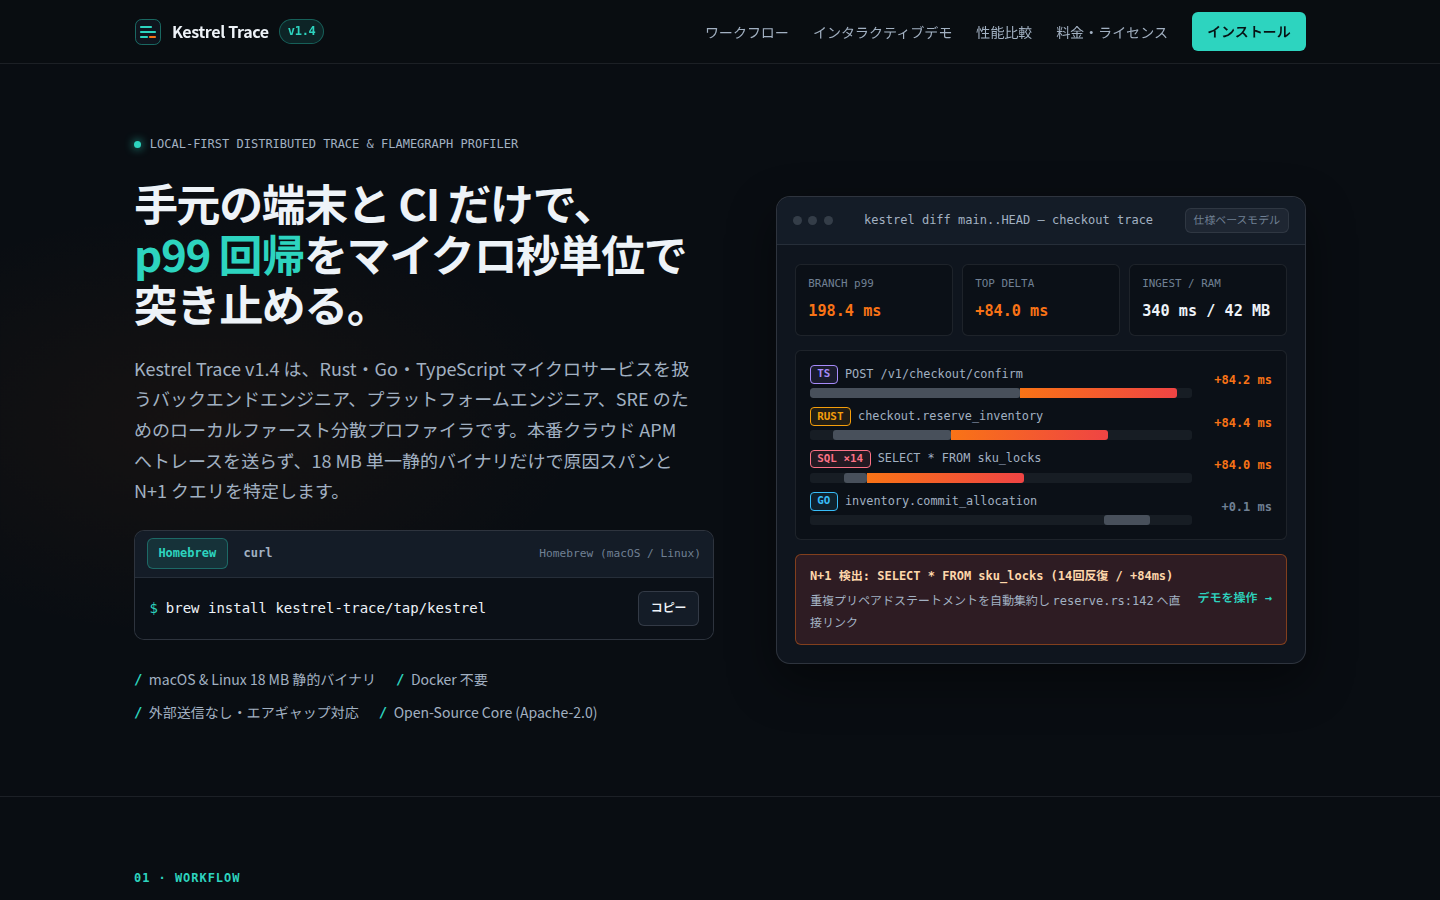 Kestrel Trace v1.4
ワークフロー インタラクティブデモ 性能比較 料金・ライセンス インストール
LOCAL-FIRST DISTRIBUTED TRACE & FLAMEGRAPH PROFILER
手元の端末と CI だけで、
p99 回帰をマイクロ秒単位で
突き止める。
Kestrel Trace v1.4 は、Rust・Go・TypeScript マイクロサービスを扱
うバックエンドエンジニア、プラットフォームエンジニア、SRE のた
めのローカルファースト分散プロファイラです。本番クラウド APM
へトレースを送らず、18 MB 単一静的バイナリだけで原因スパンと
N+1 クエリを特定します。
Homebrew curl Homebrew (macOS / Linux)
$ brew install kestrel-trace/tap/kestrel コピー
/ macOS & Linux 18 MB 静的バイナリ / Docker 不要
/ 外部送信なし・エアギャップ対応 / Open-Source Core (Apache-2.0)
kestrel diff main..HEAD — checkout trace 仕様ベースモデル
BRANCH p99 TOP DELTA INGEST / RAM
198.4 ms +84.0 ms 340 ms / 42 MB
TS POST /v1/checkout/confirm +84.2 ms
RUST checkout.reserve_inventory +84.4 ms
SQL ×14 SELECT * FROM sku_locks +84.0 ms
GO inventory.commit_allocation +0.1 ms
N+1 検出: SELECT * FROM sku_locks (14回反復 / +84ms)
重複プリペアドステートメントを自動集約し reserve.rs:142 へ直
接リンク
デモを操作 →
01 · WORKFLOW